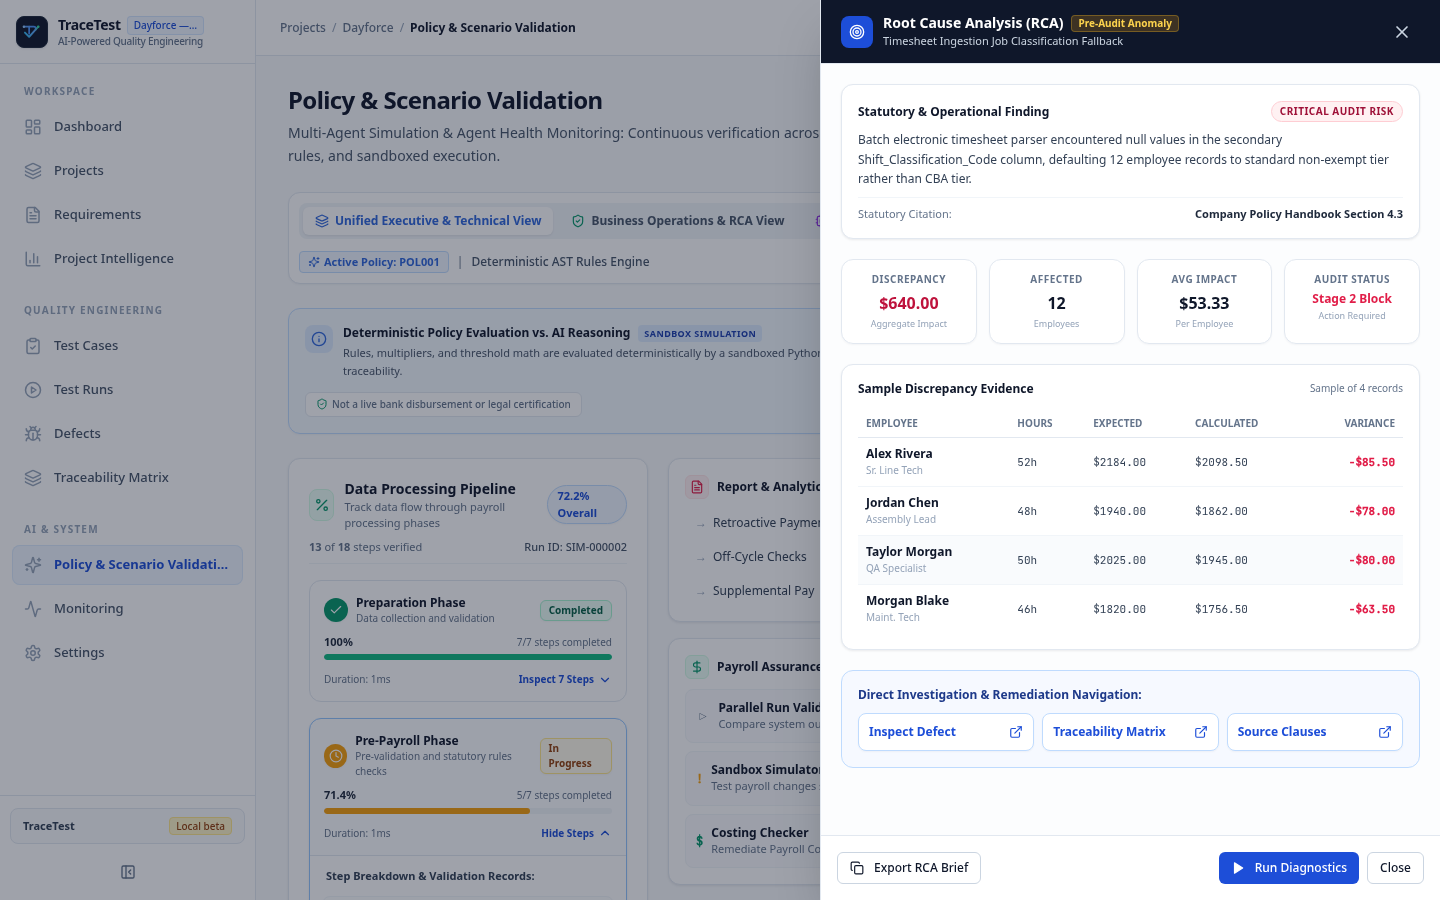 TraceTest
Dayforce —...
AI-Powered Quality Engineering
WORKSPACE
Dashboard
Projects
Requirements
Project Intelligence
QUALITY ENGINEERING
Test Cases
Test Runs
Defects
Traceability Matrix
AI & SYSTEM
Policy & Scenario Validati...
Monitoring
Settings
TraceTest
Local beta
Projects / Dayforce / Policy & Scenario Validation
Policy & Scenario Validation
Multi-Agent Simulation & Agent Health Monitoring: Continuous verification acros
rules, and sandboxed execution.
Unified Executive & Technical View
Business Operations & RCA View
Active Policy: POL001
| Deterministic AST Rules Engine
Deterministic Policy Evaluation vs. AI Reasoning
SANDBOX SIMULATION
Rules, multipliers, and threshold math are evaluated deterministically by a sandboxed Python
traceability.
Not a live bank disbursement or legal certification
Data Processing Pipeline
Track data flow through payroll
processing phases
72.2%
Overall
13 of 18 steps verified
Run ID: SIM-000002
Preparation Phase
Data collection and validation
Completed
100%
7/7 steps completed
Duration: 1ms
Inspect 7 Steps
Pre-Payroll Phase
Pre-validation and statutory rules
checks
In
Progress
71.4%
5/7 steps completed
Duration: 1ms
Hide Steps
Step Breakdown & Validation Records:
Report & Analytic
→ Retroactive Paymen
→ Off-Cycle Checks
→ Supplemental Pay
Payroll Assurance
Parallel Run Valid
Compare system ou
Sandbox Simulator
Test payroll changes
Costing Checker
Remediate Payroll Co
Root Cause Analysis (RCA)
Pre-Audit Anomaly
Timesheet Ingestion Job Classification Fallback
Statutory & Operational Finding
CRITICAL AUDIT RISK
Batch electronic timesheet parser encountered null values in the secondary
Shift_Classification_Code column, defaulting 12 employee records to standard non-exempt tier
rather than CBA tier.
Statutory Citation:
Company Policy Handbook Section 4.3
DISCREPANCY
$640.00
Aggregate Impact
AFFECTED
12
Employees
AVG IMPACT
$53.33
Per Employee
AUDIT STATUS
Stage 2 Block
Action Required
Sample Discrepancy Evidence
Sample of 4 records
EMPLOYEE HOURS EXPECTED CALCULATED VARIANCE
Alex Rivera
Sr. Line Tech
52h $2184.00 $2098.50 -$85.50
Jordan Chen
Assembly Lead
48h $1940.00 $1862.00 -$78.00
Taylor Morgan
QA Specialist
50h $2025.00 $1945.00 -$80.00
Morgan Blake
Maint. Tech
46h $1820.00 $1756.50 -$63.50
Direct Investigation & Remediation Navigation:
Inspect Defect
Traceability Matrix
Source Clauses
Export RCA Brief
Run Diagnostics
Close